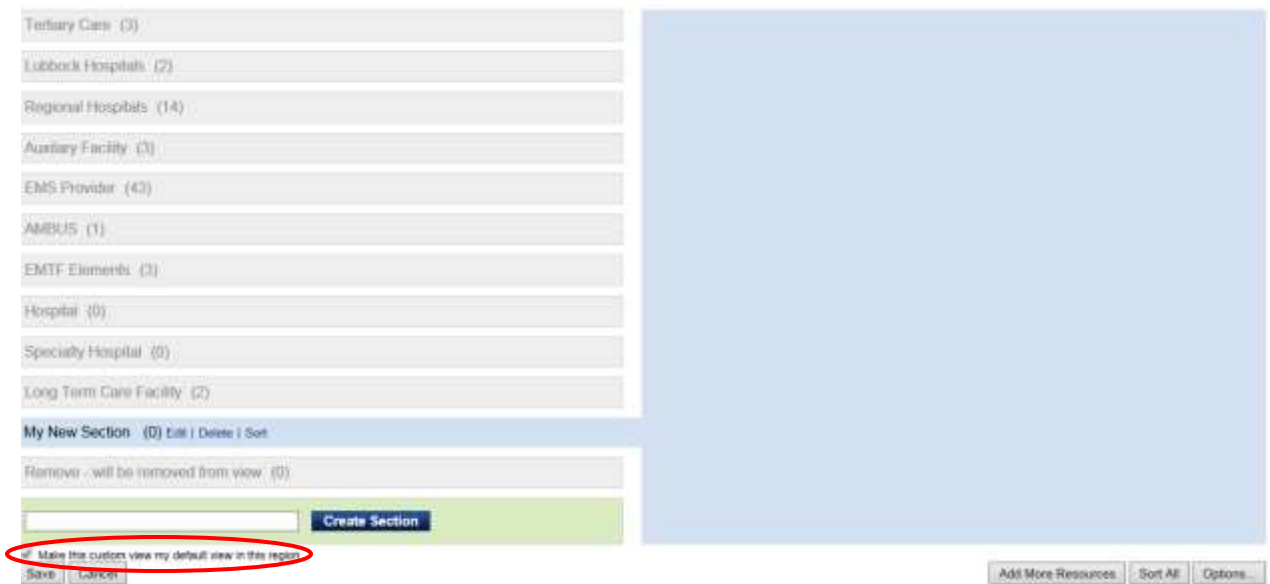 Tertiary Care (3)
Lubbock Hospitals (2)
Regional Hospitals (14)
Auxiliary Facility (3)
EMS Provider (43)
AMBUS (1)
EMTF Elements (3)
Hospital (0)
Specialty Hospital (0)
Long Term Care Facility (2)
My New Section (0) Edit | Delete | Sort
Remove - will be removed from view (0)
Create Section
Make this custom view my default view in this region
Save Cancel Add More Resources Sort All Options...